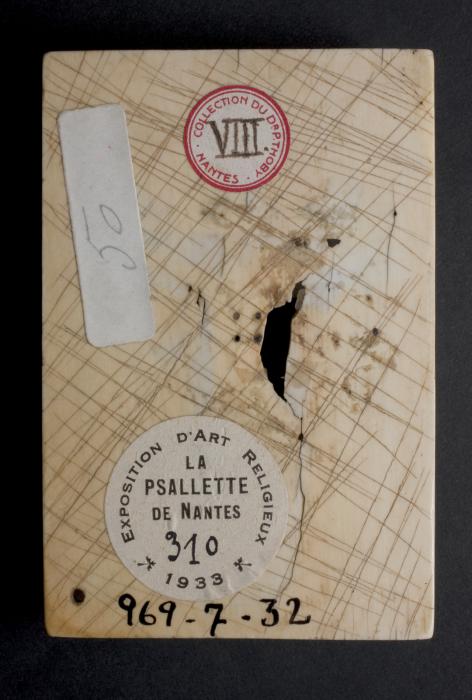 COLLECTION DU DR P. THOBY
VIII.
· NANTES ·
50
EXPOSITION D'ART RELIGIEUX
LA
PSALLETTE
DE NANTES
310
1933
969-7-32